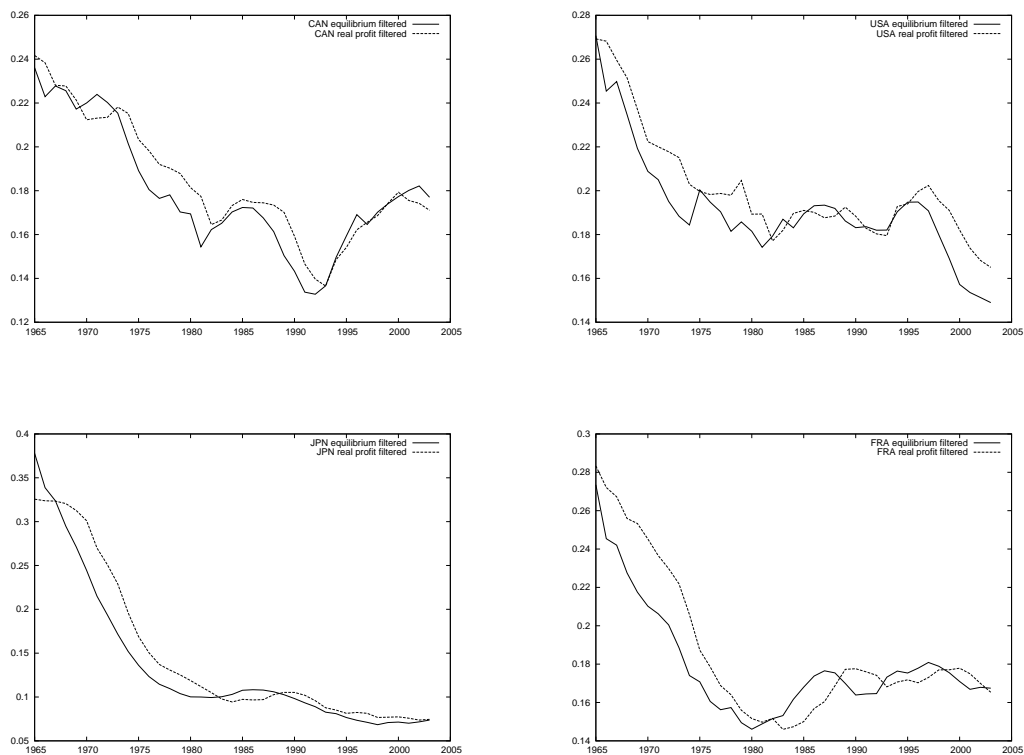 0.26
0.24
0.22
0.2
0.18
0.16
0.14
0.12
1965 1970 1975 1980 1985 1990 1995 2000 2005
CAN equilibrium filtered
CAN real profit filtered
0.28
0.26
0.24
0.22
0.2
0.18
0.16
0.14
1965 1970 1975 1980 1985 1990 1995 2000 2005
USA equilibrium filtered
USA real profit filtered
0.4
0.35
0.3
0.25
0.2
0.15
0.1
0.05
1965 1970 1975 1980 1985 1990 1995 2000 2005
JPN equilibrium filtered
JPN real profit filtered
0.3
0.28
0.26
0.24
0.22
0.2
0.18
0.16
0.14
1965 1970 1975 1980 1985 1990 1995 2000 2005
FRA equilibrium filtered
FRA real profit filtered